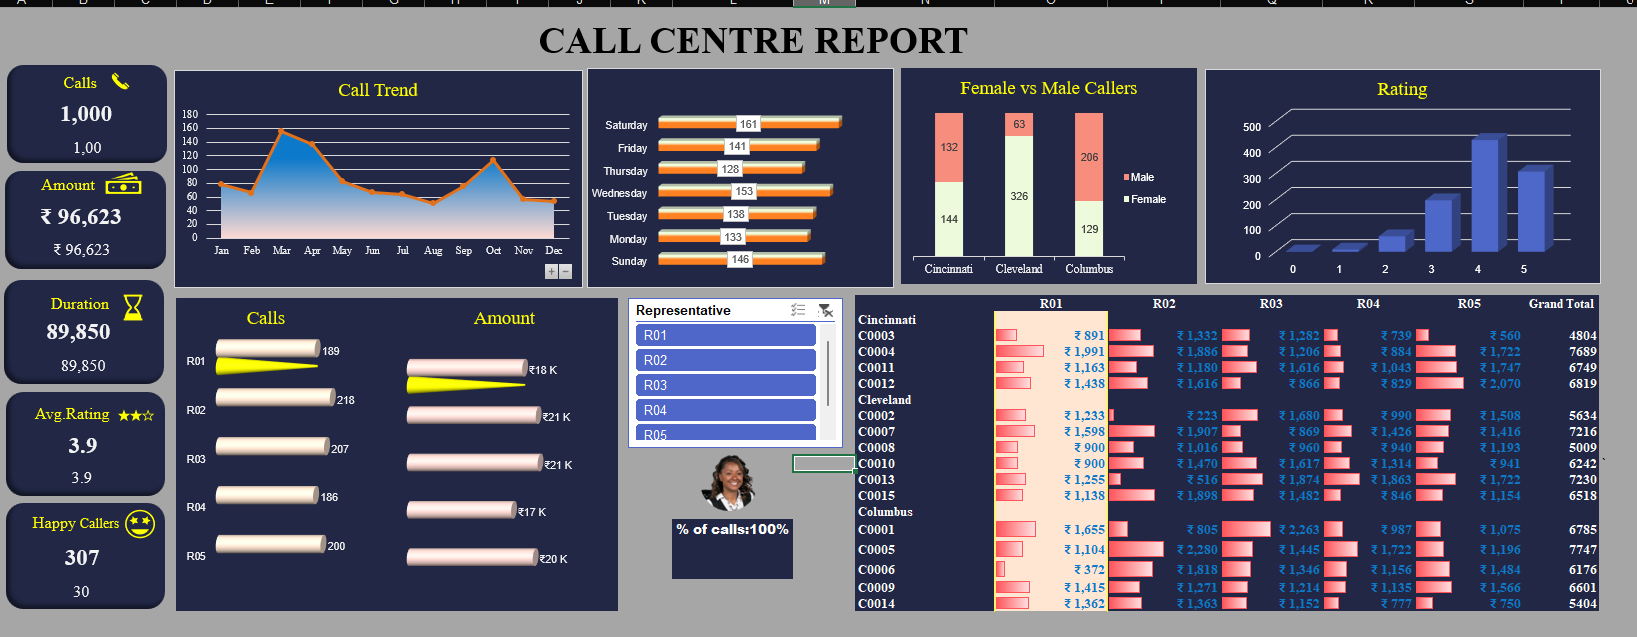 CALL CENTRE REPORT
Calls
1,000
1,00
Amount
₹ 96,623
₹ 96,623
Duration
89,850
89,850
Avg.Rating
3.9
3.9
Happy Callers
307
30
Call Trend
180
160
140
120
100
80
60
40
20
0
Jan Feb Mar Apr May Jun Jul Aug Sep Oct Nov Dec
Saturday 161
Friday 141
Thursday 128
Wednesday 153
Tuesday 138
Monday 133
Sunday 146
Female vs Male Callers
132 63 206
144 326 129
Male
Female
Cincinnati Cleveland Columbus
Rating
500
400
300
200
100
0
0 1 2 3 4 5
Calls Amount
R01 189 ₹18 K
R02 218 ₹21 K
R03 207 ₹21 K
R04 186 ₹17 K
R05 200 ₹20 K
Representative
R01
R02
R03
R04
R05
% of calls:100%
R01 R02 R03 R04 R05 Grand Total
Cincinnati
C0003 ₹ 891 ₹ 1,332 ₹ 1,282 ₹ 739 ₹ 560 4804
C0004 ₹ 1,991 ₹ 1,886 ₹ 1,206 ₹ 884 ₹ 1,722 7689
C0011 ₹ 1,163 ₹ 1,180 ₹ 1,616 ₹ 1,043 ₹ 1,747 6749
C0012 ₹ 1,438 ₹ 1,616 ₹ 866 ₹ 829 ₹ 2,070 6819
Cleveland
C0002 ₹ 1,233 ₹ 223 ₹ 1,680 ₹ 990 ₹ 1,508 5634
C0007 ₹ 1,598 ₹ 1,907 ₹ 869 ₹ 1,426 ₹ 1,416 7216
C0008 ₹ 900 ₹ 1,016 ₹ 960 ₹ 940 ₹ 1,193 5009
C0010 ₹ 900 ₹ 1,470 ₹ 1,617 ₹ 1,314 ₹ 941 6242
C0013 ₹ 1,255 ₹ 516 ₹ 1,874 ₹ 1,863 ₹ 1,722 7230
C0015 ₹ 1,138 ₹ 1,898 ₹ 1,482 ₹ 846 ₹ 1,154 6518
Columbus
C0001 ₹ 1,655 ₹ 805 ₹ 2,263 ₹ 987 ₹ 1,075 6785
C0005 ₹ 1,104 ₹ 2,280 ₹ 1,445 ₹ 1,722 ₹ 1,196 7747
C0006 ₹ 372 ₹ 1,818 ₹ 1,346 ₹ 1,156 ₹ 1,484 6176
C0009 ₹ 1,415 ₹ 1,271 ₹ 1,214 ₹ 1,135 ₹ 1,566 6601
C0014 ₹ 1,362 ₹ 1,363 ₹ 1,152 ₹ 777 ₹ 750 5404